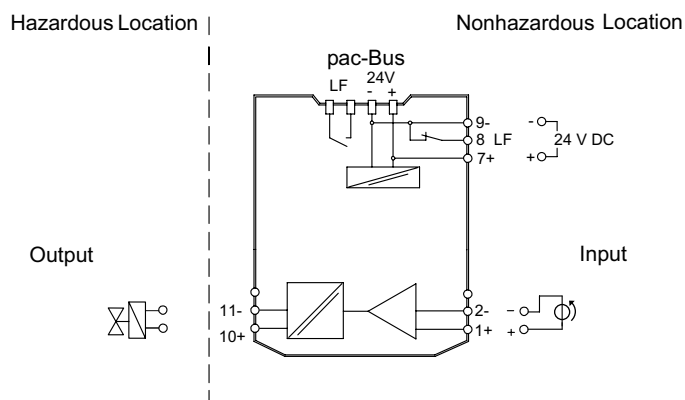 Hazardous Location
Nonhazardous Location
pac-Bus
LF
24V
- +
9-
8 LF
7+
-
+
24 V DC
Output
Input
11-
10+
2-
1+
-
+